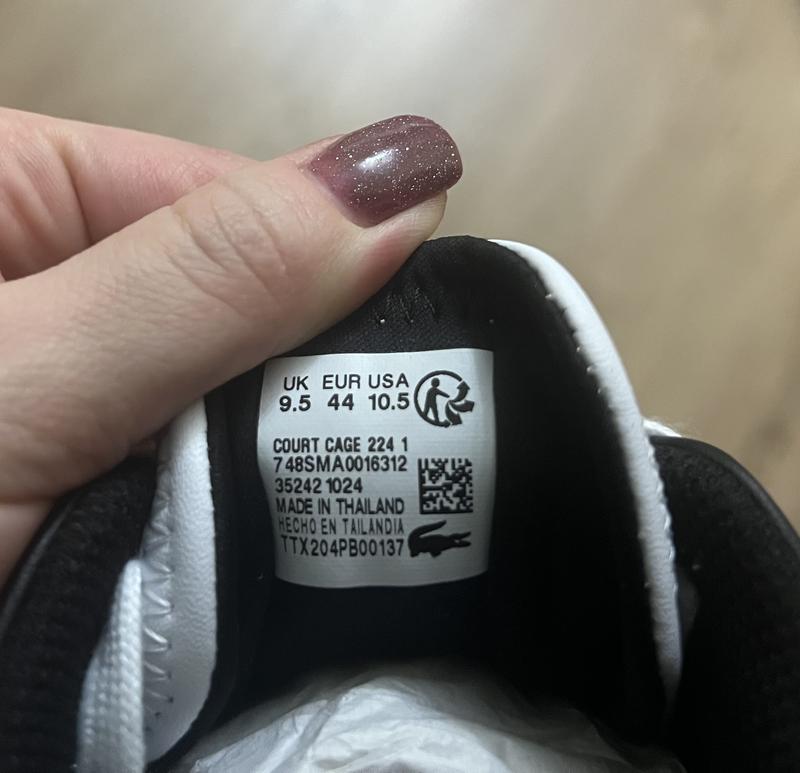 UK EUR USA
9.5 44 10.5
COURT CAGE 224 1
748SMA0016312
35242 1024
MADE IN THAILAND
HECHO EN TAILANDIA
TTX204PB00137